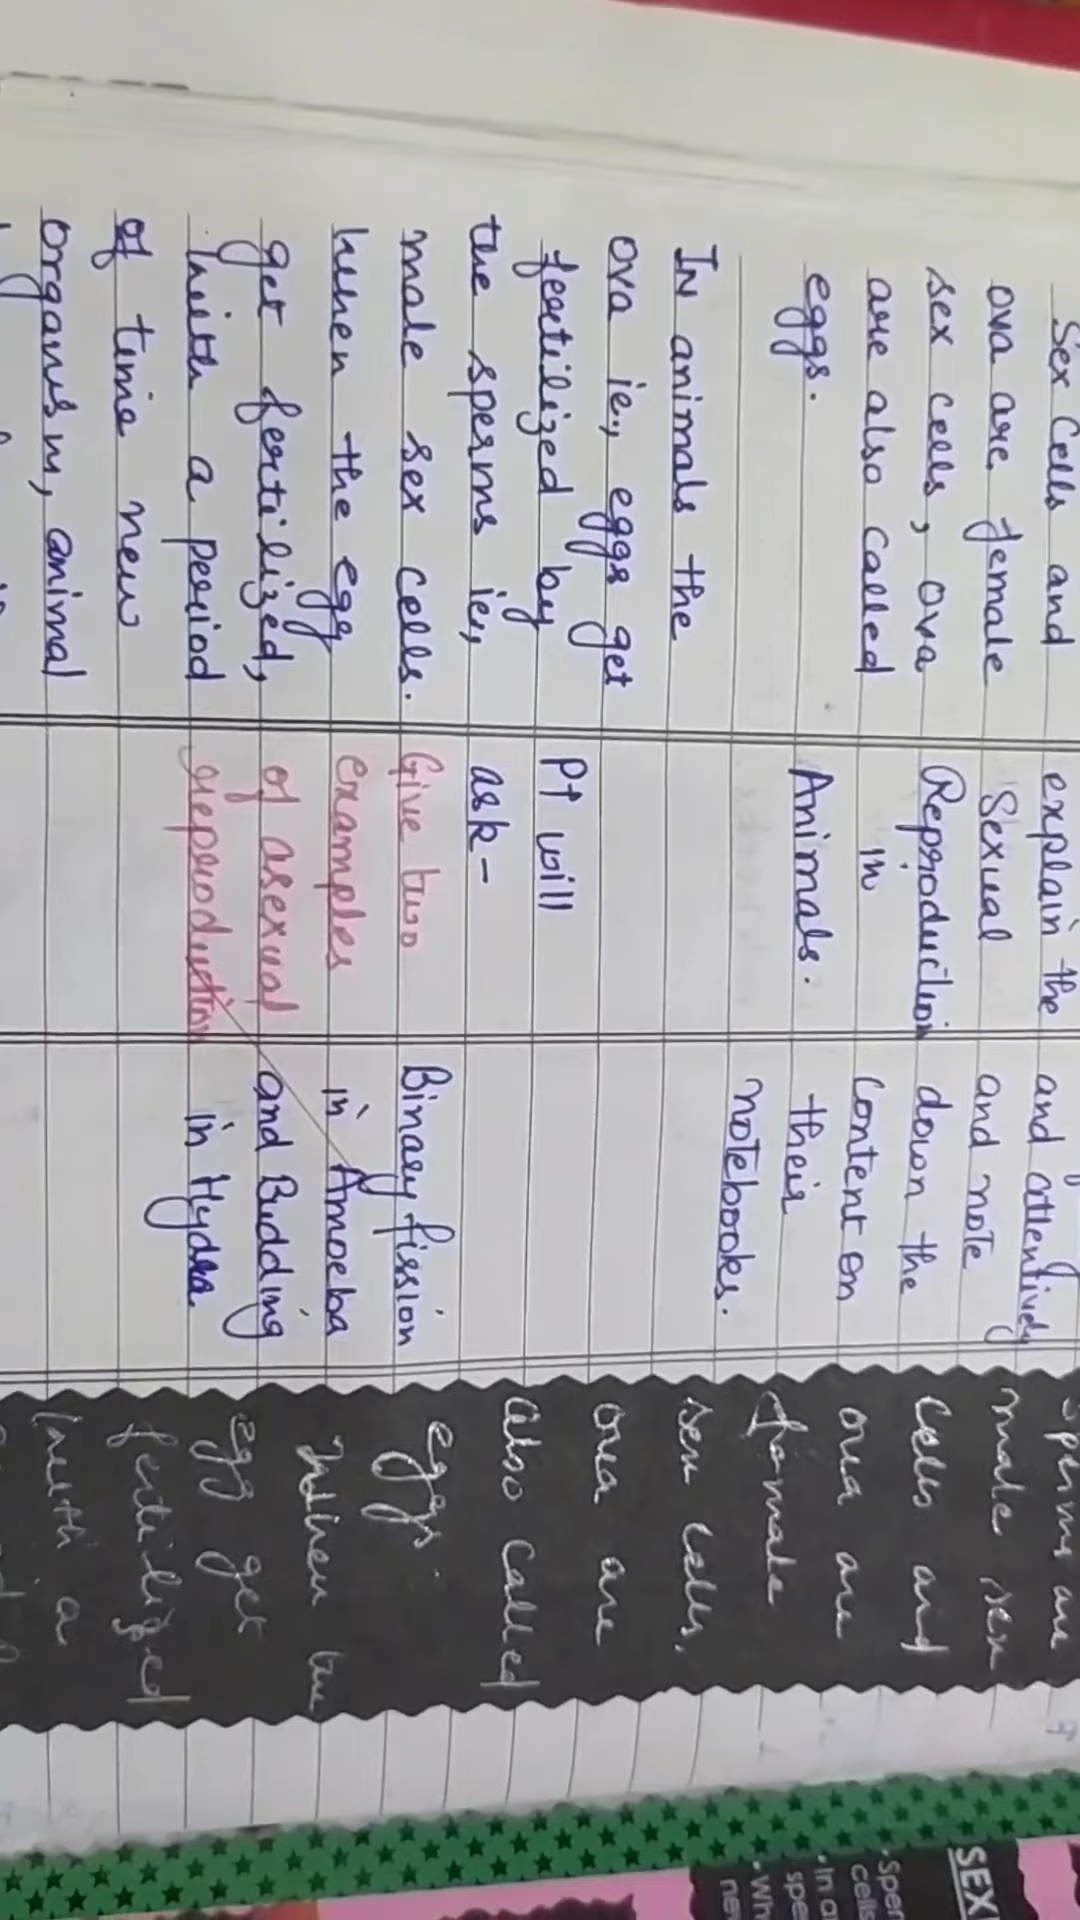 Sex Cells and
ova are female
sex cells, ova
are also called
eggs.
In animals the
ova ie., eggs get
fertilized by
the sperms ie.,
male sex cells.
When the egg
get fertilized,
with a period
of time new
organism, animal
explain the
Sexual
Reproduction
in
Animals.
Pt will
ask-
Give two
examples
of asexual
reproduction
and attentively
and note
down the
content on
their
notebooks.
Binary fission
in Amoeba
and Budding
in Hydra.
sperms are
male sex
cells and
ova are
female
sex cells,
ova are
also called
eggs.
When the
egg get
fertilized
with a
SEX